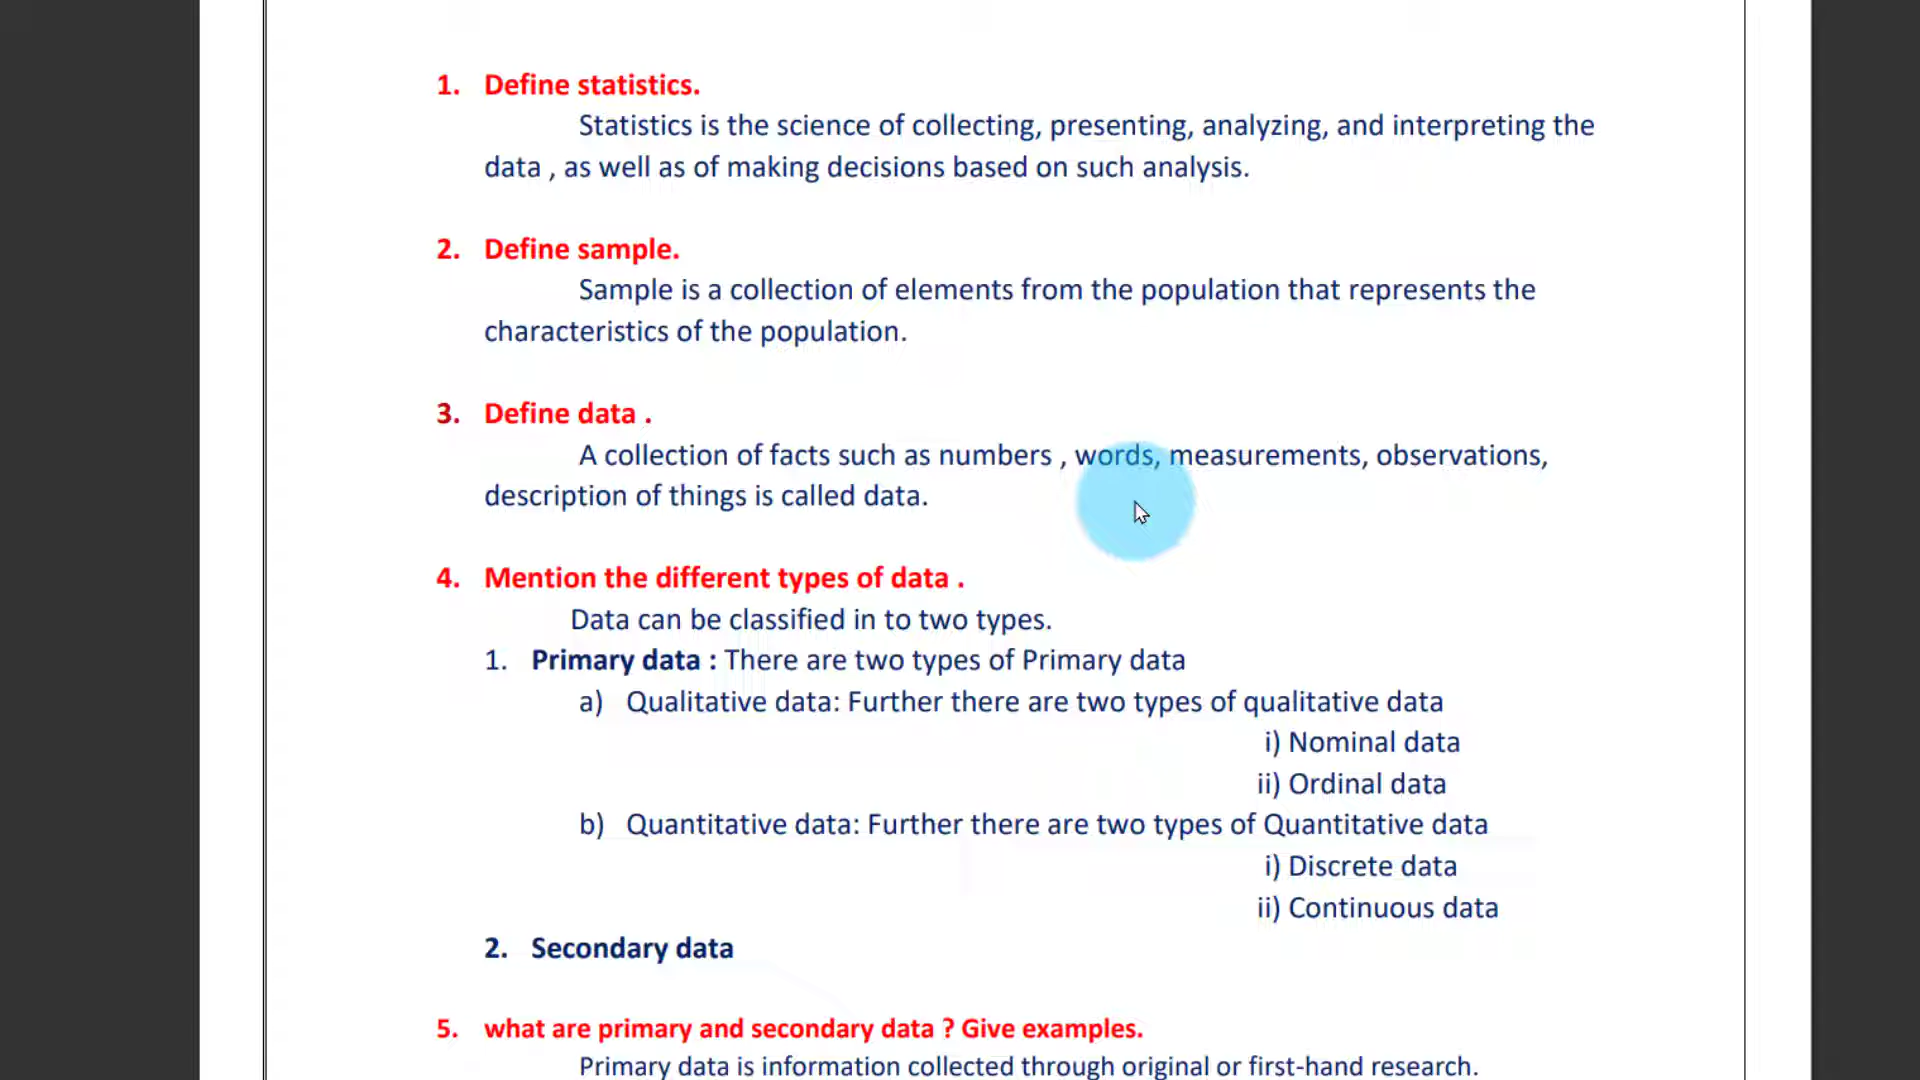 1. Define statistics.
Statistics is the science of collecting, presenting, analyzing, and interpreting the
data , as well as of making decisions based on such analysis.
2. Define sample.
Sample is a collection of elements from the population that represents the
characteristics of the population.
3. Define data .
A collection of facts such as numbers , words, measurements, observations,
description of things is called data.
4. Mention the different types of data .
Data can be classified in to two types.
1. Primary data : There are two types of Primary data
a) Qualitative data: Further there are two types of qualitative data
i) Nominal data
ii) Ordinal data
b) Quantitative data: Further there are two types of Quantitative data
i) Discrete data
ii) Continuous data
2. Secondary data
5. what are primary and secondary data ? Give examples.
Primary data is information collected through original or first-hand research.